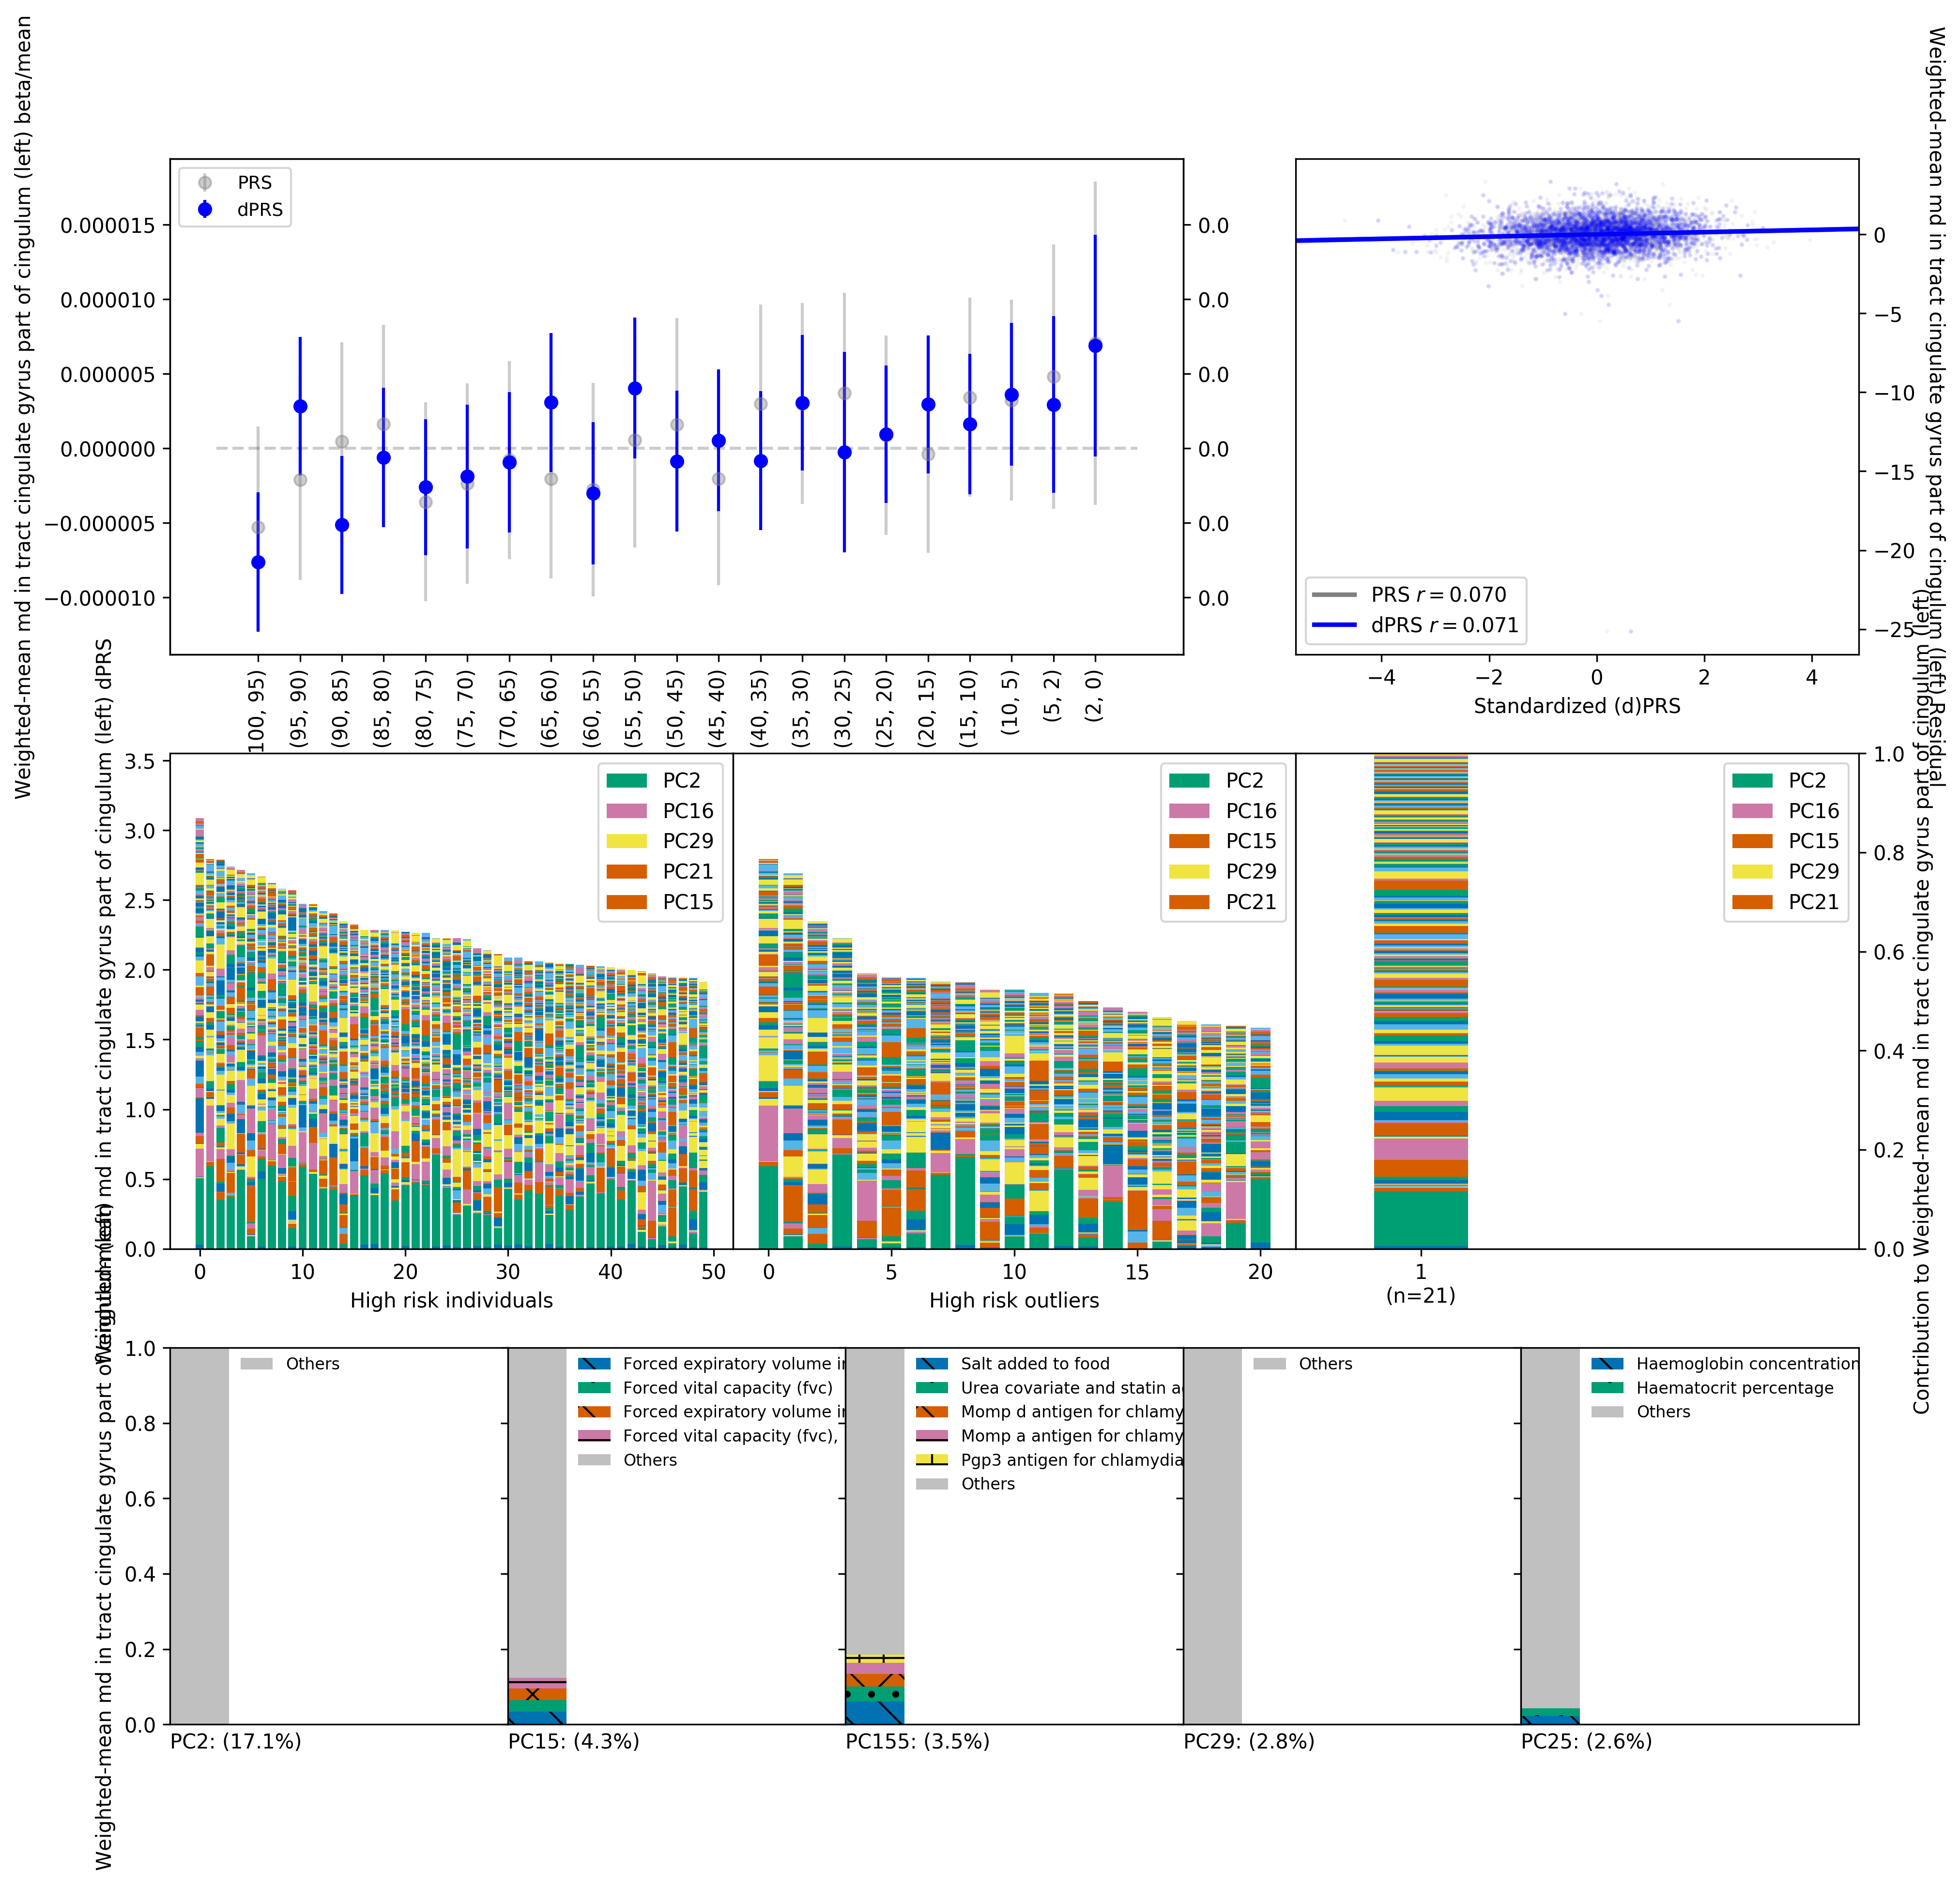 Weighted-mean md in tract cingulate gyrus part of cingulum (left) beta/mean
PRS
dPRS
0.000015
0.000010
0.000005
0.000000
−0.000005
−0.000010
0.0
0.0
0.0
0.0
0.0
0.0
100, 95)
(95, 90)
(90, 85)
(85, 80)
(80, 75)
(75, 70)
(70, 65)
(65, 60)
(60, 55)
(55, 50)
(50, 45)
(45, 40)
(40, 35)
(35, 30)
(30, 25)
(25, 20)
(20, 15)
(15, 10)
(10, 5)
(5, 2)
(2, 0)
PRS r = 0.070
dPRS r = 0.071
−4
−2
0
2
4
Standardized (d)PRS
0
−5
−10
−15
−20
−25
Weighted-mean md in tract cingulate gyrus part of cingulum (left) Residual
Weighted-mean md in tract cingulate gyrus part of cingulum (left) dPRS
3.5
3.0
2.5
2.0
1.5
1.0
0.5
0.0
PC2
PC16
PC29
PC21
PC15
0
10
20
30
40
50
High risk individuals
PC2
PC16
PC15
PC29
PC21
0
5
10
15
20
High risk outliers
PC2
PC16
PC15
PC29
PC21
1
(n=21)
1.0
0.8
0.6
0.4
0.2
0.0
Contribution to Weighted-mean md in tract cingulate gyrus part of cingulum (left)
Weighted-mean md in tract cingulate gyrus part of cingulum (left)
1.0
0.8
0.6
0.4
0.2
0.0
Others
PC2: (17.1%)
Forced expiratory volume in
Forced vital capacity (fvc)
Forced expiratory volume in
Forced vital capacity (fvc),
Others
PC15: (4.3%)
Salt added to food
Urea covariate and statin a
Momp d antigen for chlamy
Momp a antigen for chlamy
Pgp3 antigen for chlamydia
Others
PC155: (3.5%)
Others
PC29: (2.8%)
Haemoglobin concentration
Haematocrit percentage
Others
PC25: (2.6%)